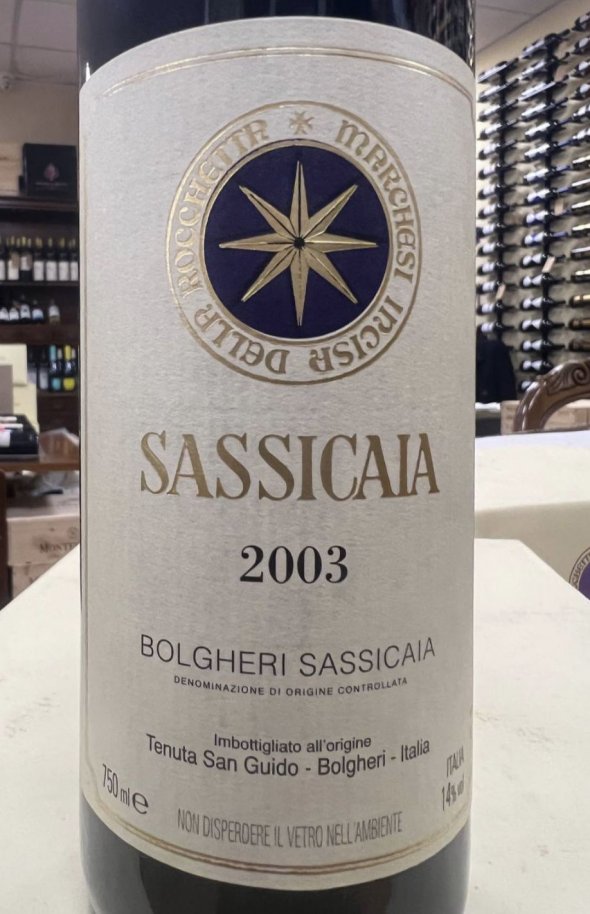 MARCHESI INCISA DELLA ROCCHETTA
SASSICAIA
2003
BOLGHERI SASSICAIA
DENOMINAZIONE DI ORIGINE CONTROLLATA
Imbottigliato all'origine
Tenuta San Guido - Bolgheri - Italia
750 ml e
ITALIA
14% vol
NON DISPERDERE IL VETRO NELL'AMBIENTE